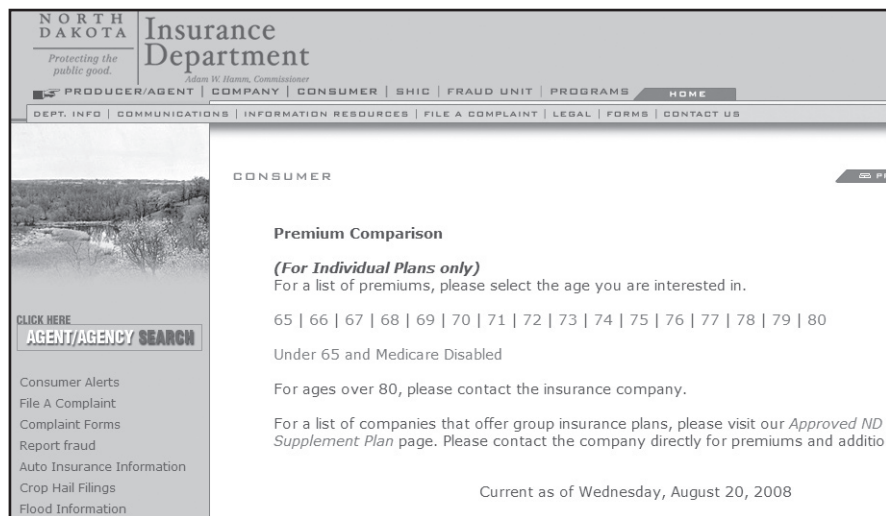 NORTH
DAKOTA
Protecting the
public good.
Insurance
Department
Adam W. Hamm, Commissioner
PRODUCER/AGENT | COMPANY | CONSUMER | SHIC | FRAUD UNIT | PROGRAMS
HOME
DEPT. INFO | COMMUNICATIONS | INFORMATION RESOURCES | FILE A COMPLAINT | LEGAL | FORMS | CONTACT US
CONSUMER
Premium Comparison
(For Individual Plans only)
For a list of premiums, please select the age you are interested in.
65 | 66 | 67 | 68 | 69 | 70 | 71 | 72 | 73 | 74 | 75 | 76 | 77 | 78 | 79 | 80
Under 65 and Medicare Disabled
For ages over 80, please contact the insurance company.
For a list of companies that offer group insurance plans, please visit our Approved ND
Supplement Plan page. Please contact the company directly for premiums and additio
Current as of Wednesday, August 20, 2008
CLICK HERE
AGENT/AGENCY SEARCH
Consumer Alerts
File A Complaint
Complaint Forms
Report fraud
Auto Insurance Information
Crop Hail Filings
Flood Information